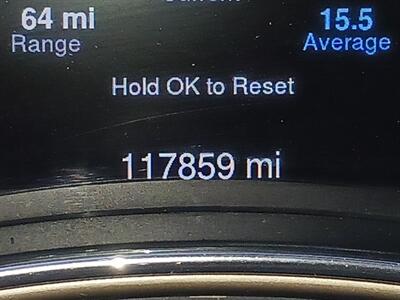 64 mi 15.5
Range Average
Hold OK to Reset
117859 mi